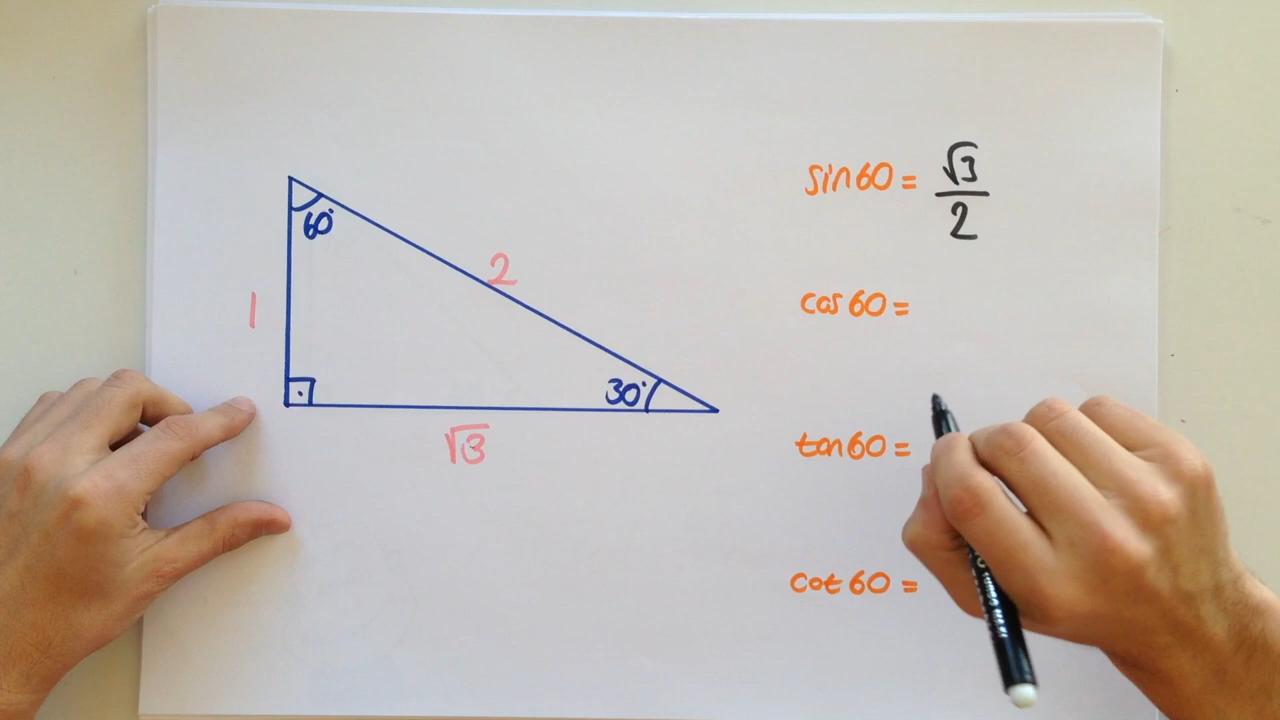 60°
2
1
30°
√3
sin60 = √3/2
cos60 =
tan60 =
cot60 =